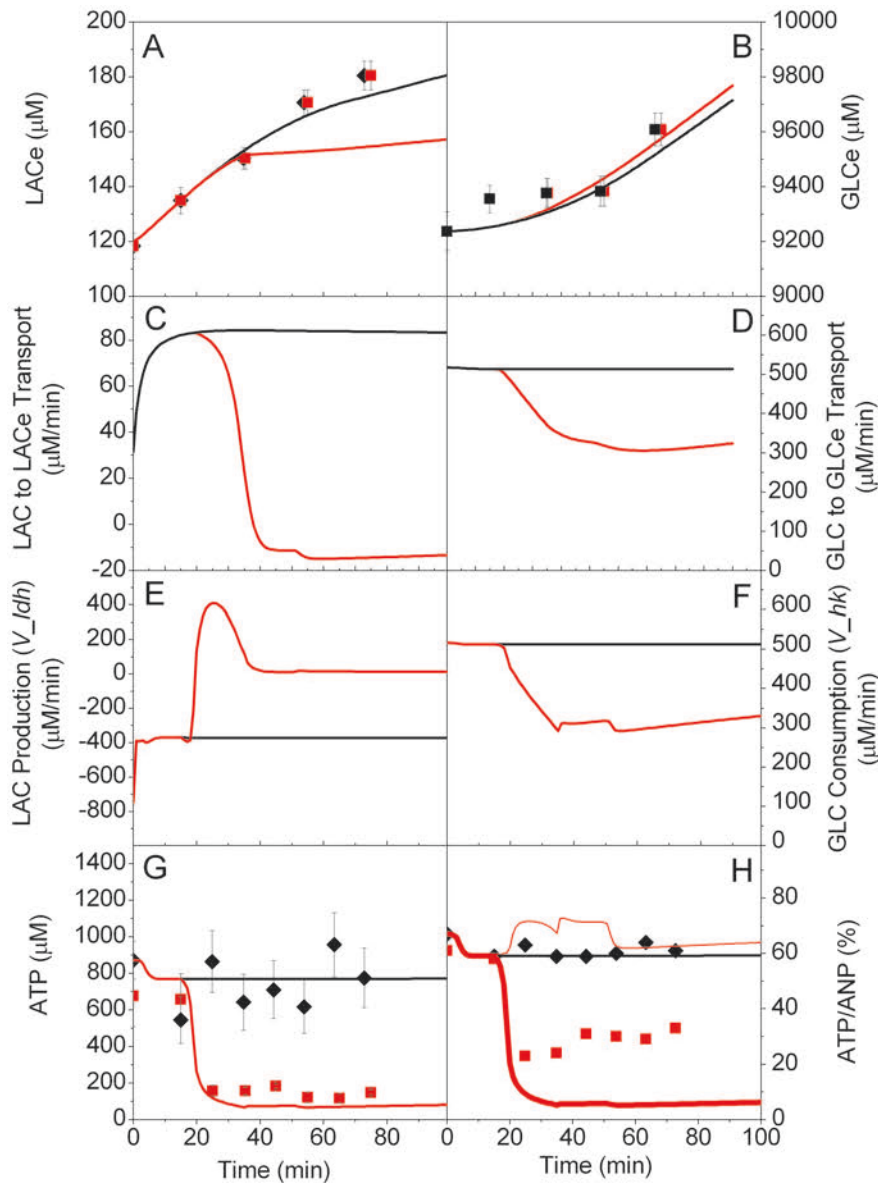 A
B
200
180
160
140
120
100
LACe (μM)
10000
9800
9600
9400
9200
9000
GLCe (μM)
C
D
80
60
40
20
0
-20
LAC to LACe Transport
(μM/min)
600
500
400
300
200
100
0
GLC to GLCe Transport
(μM/min)
E
F
400
200
0
-200
-400
-600
-800
LAC Production (V_ldh)
(μM/min)
600
500
400
300
200
100
0
GLC Consumption (V_hk)
(μM/min)
G
H
1400
1200
1000
800
600
400
200
0
ATP
(μM)
80
60
40
20
0
ATP/ANP (%)
0 20 40 60 80
0 20 40 60 80 100
Time (min)
Time (min)